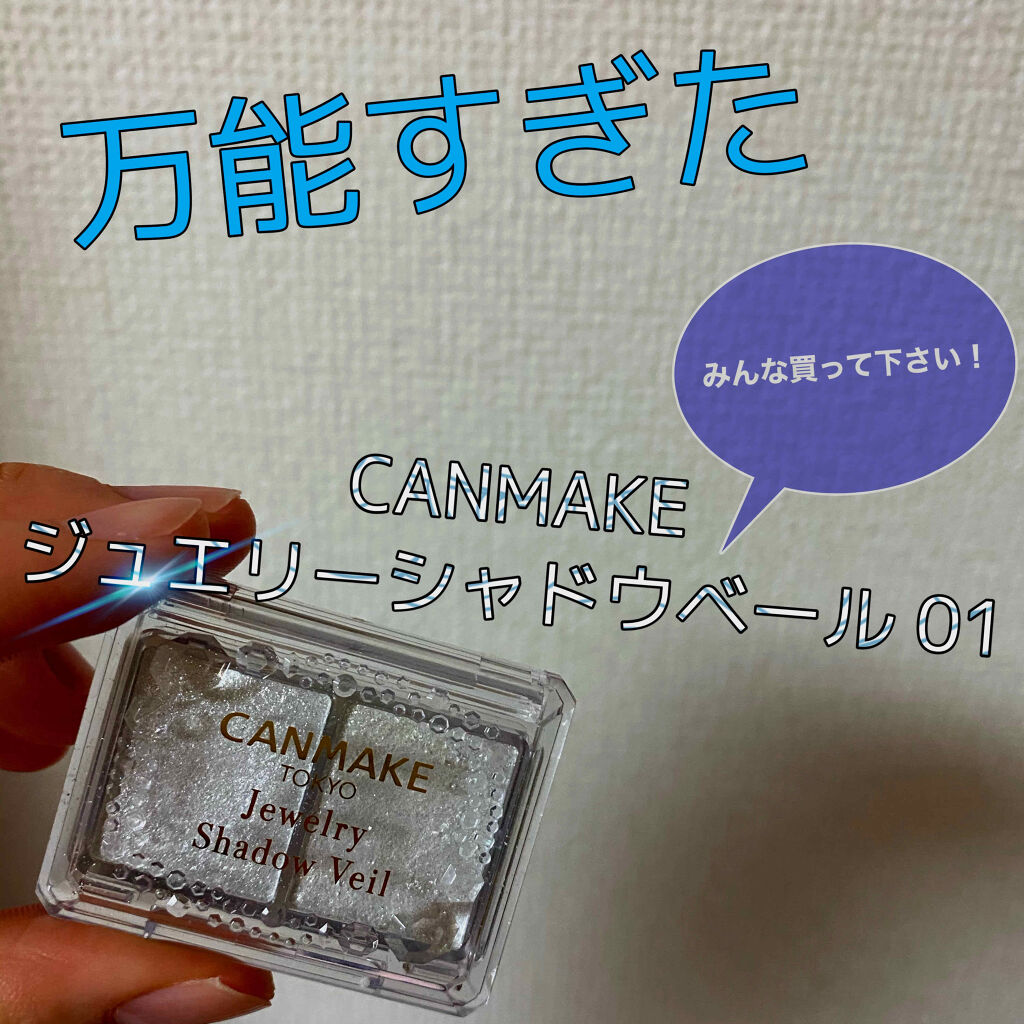 万能すぎた
みんな買って下さい！
CANMAKE
ジュエリーシャドウベール 01
CANMAKE
TOKYO
Jewelry
Shadow Veil